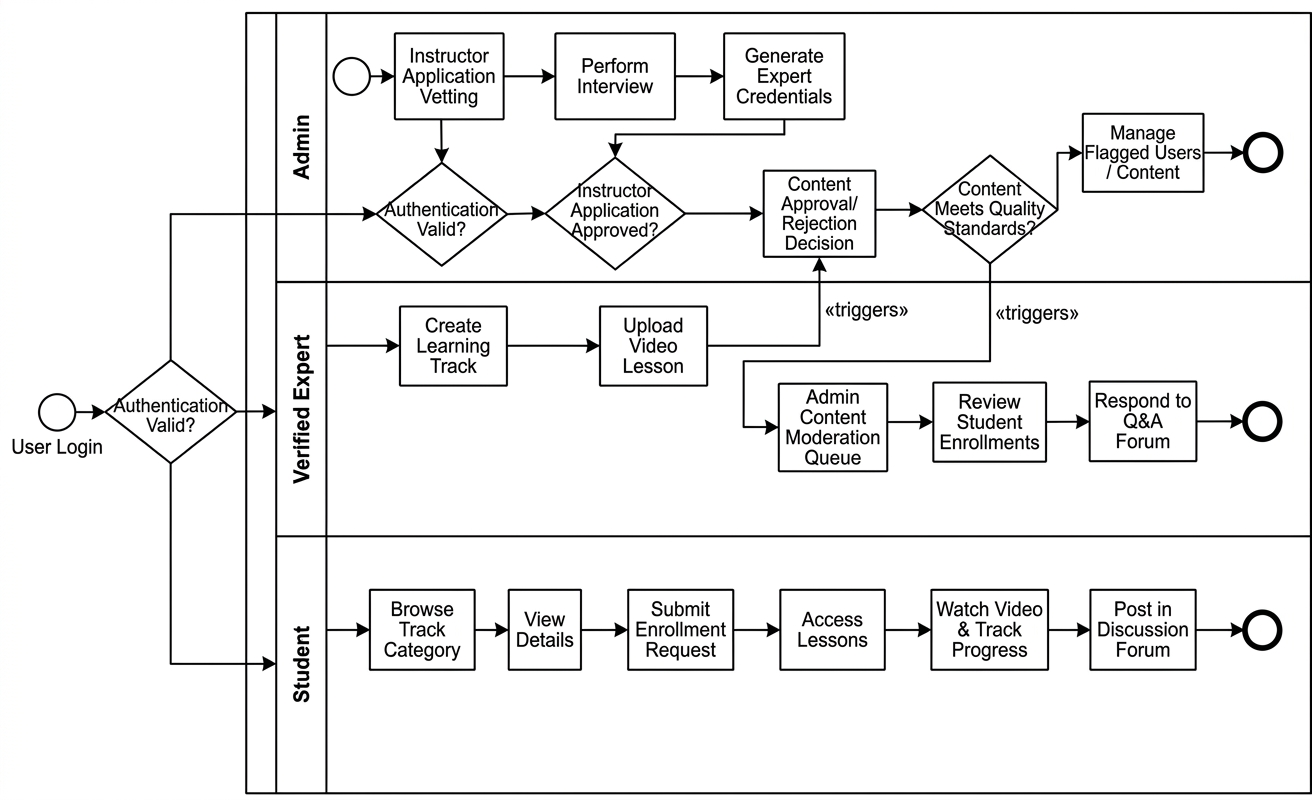 User Login
Authentication
Valid?
Admin
Instructor
Application
Vetting
Perform
Interview
Generate
Expert
Credentials
Authentication
Valid?
Instructor
Application
Approved?
Content
Approval/
Rejection
Decision
Content
Meets Quality
Standards?
Manage
Flagged Users
/ Content
Verified Expert
Create
Learning
Track
Upload
Video
Lesson
«triggers»
«triggers»
Admin
Content
Moderation
Queue
Review
Student
Enrollments
Respond to
Q&A
Forum
Student
Browse
Track
Category
View
Details
Submit
Enrollment
Request
Access
Lessons
Watch Video
& Track
Progress
Post in
Discussion
Forum